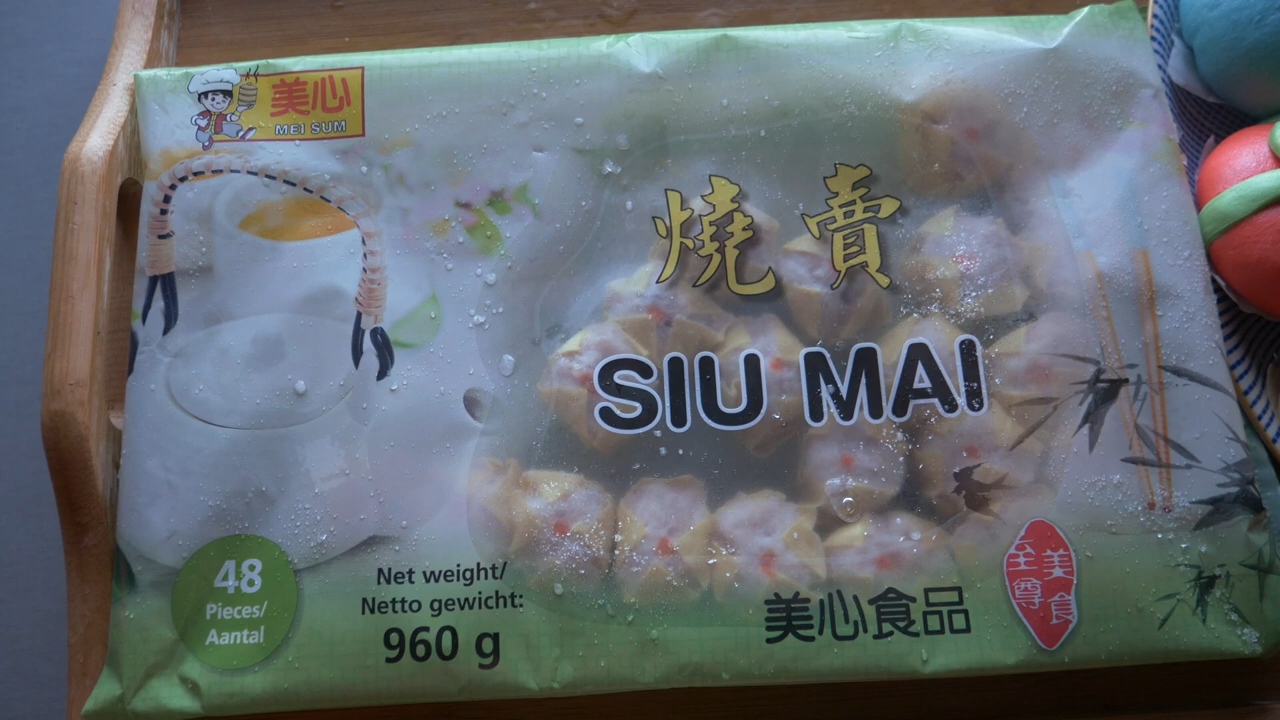 美心
MEI SUM
燒賣
SIU MAI
48
Pieces/
Aantal
Net weight/
Netto gewicht:
960 g
美心食品
美食
至尊